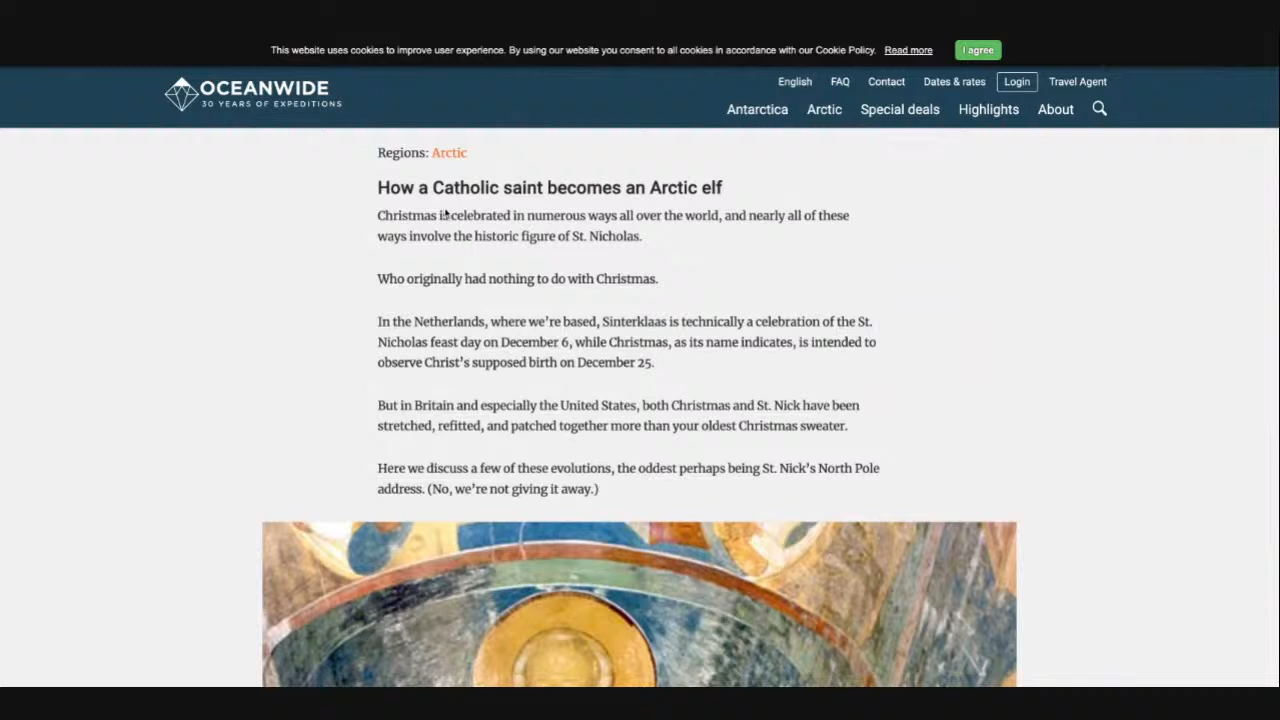 This website uses cookies to improve user experience. By using our website you consent to all cookies in accordance with our Cookie Policy. Read more I agree
OCEANWIDE
30 YEARS OF EXPEDITIONS
English FAQ Contact Dates & rates Login Travel Agent
Antarctica Arctic Special deals Highlights About
Regions: Arctic
How a Catholic saint becomes an Arctic elf
Christmas is celebrated in numerous ways all over the world, and nearly all of these
ways involve the historic figure of St. Nicholas.
Who originally had nothing to do with Christmas.
In the Netherlands, where we’re based, Sinterklaas is technically a celebration of the St.
Nicholas feast day on December 6, while Christmas, as its name indicates, is intended to
observe Christ’s supposed birth on December 25.
But in Britain and especially the United States, both Christmas and St. Nick have been
stretched, refitted, and patched together more than your oldest Christmas sweater.
Here we discuss a few of these evolutions, the oddest perhaps being St. Nick’s North Pole
address. (No, we’re not giving it away.)